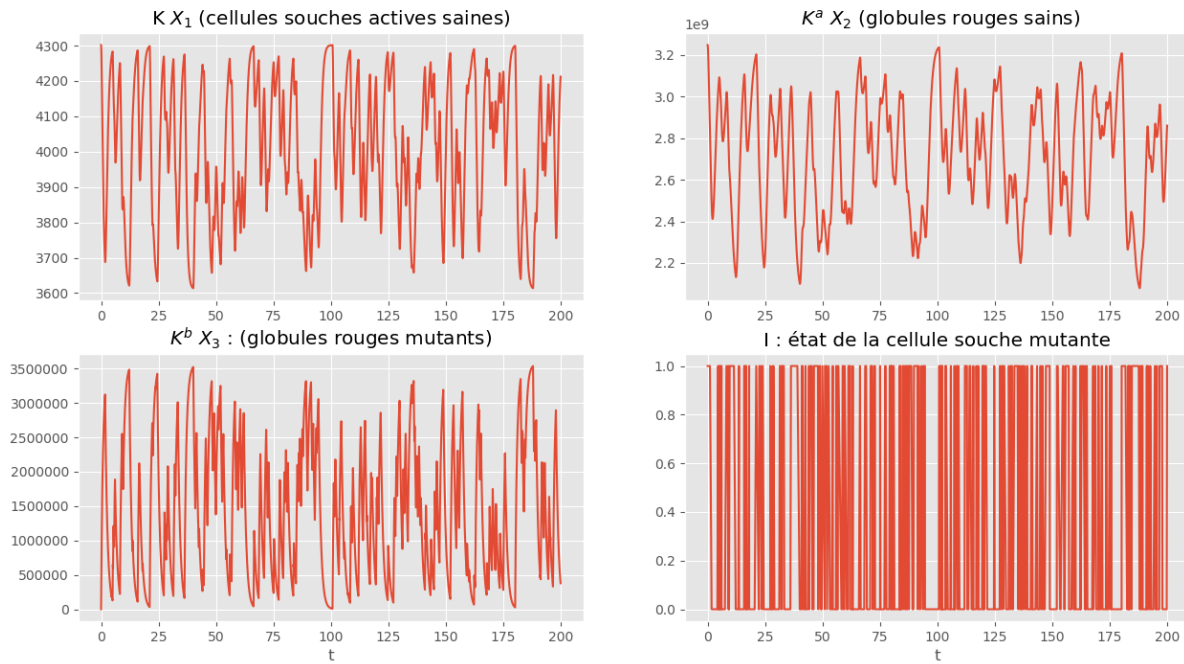 K X₁ (cellules souches actives saines)
4300
4200
4100
4000
3900
3800
3700
3600
0 25 50 75 100 125 150 175 200
Kᵃ X₂ (globules rouges sains)
1e9
3.2
3.0
2.8
2.6
2.4
2.2
0 25 50 75 100 125 150 175 200
Kᵇ X₃ : (globules rouges mutants)
3500000
3000000
2500000
2000000
1500000
1000000
500000
0
0 25 50 75 100 125 150 175 200
t
I : état de la cellule souche mutante
1.0
0.8
0.6
0.4
0.2
0.0
0 25 50 75 100 125 150 175 200
t